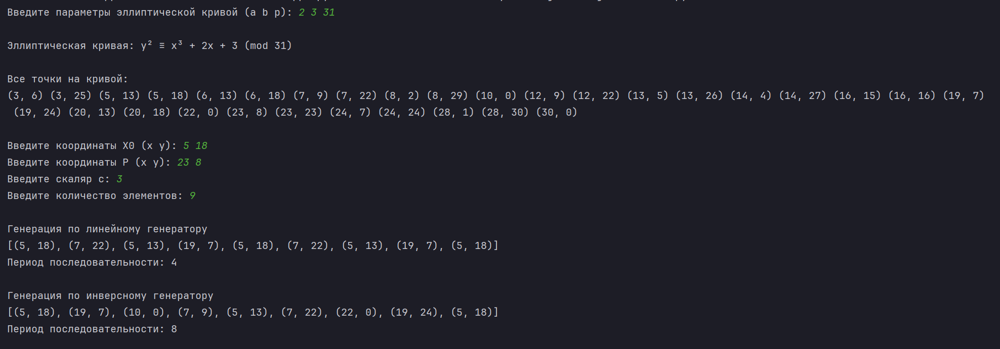 Введите параметры эллиптической кривой (a b p): 2 3 31
Эллиптическая кривая: y² ≡ x³ + 2x + 3 (mod 31)
Все точки на кривой:
(3, 6) (3, 25) (5, 13) (5, 18) (6, 13) (6, 18) (7, 9) (7, 22) (8, 2) (8, 29) (10, 0) (12, 9) (12, 22) (13, 5) (13, 26) (14, 4) (14, 27) (16, 15) (16, 16) (19, 7)
(19, 24) (20, 13) (20, 18) (22, 0) (23, 8) (23, 23) (24, 7) (24, 24) (28, 1) (28, 30) (30, 0)
Введите координаты X0 (x y): 5 18
Введите координаты P (x y): 23 8
Введите скаляр c: 3
Введите количество элементов: 9
Генерация по линейному генератору
[(5, 18), (7, 22), (5, 13), (19, 7), (5, 18), (7, 22), (5, 13), (19, 7), (5, 18)]
Период последовательности: 4
Генерация по инверсному генератору
[(5, 18), (19, 7), (10, 0), (7, 9), (5, 13), (7, 22), (22, 0), (19, 24), (5, 18)]
Период последовательности: 8